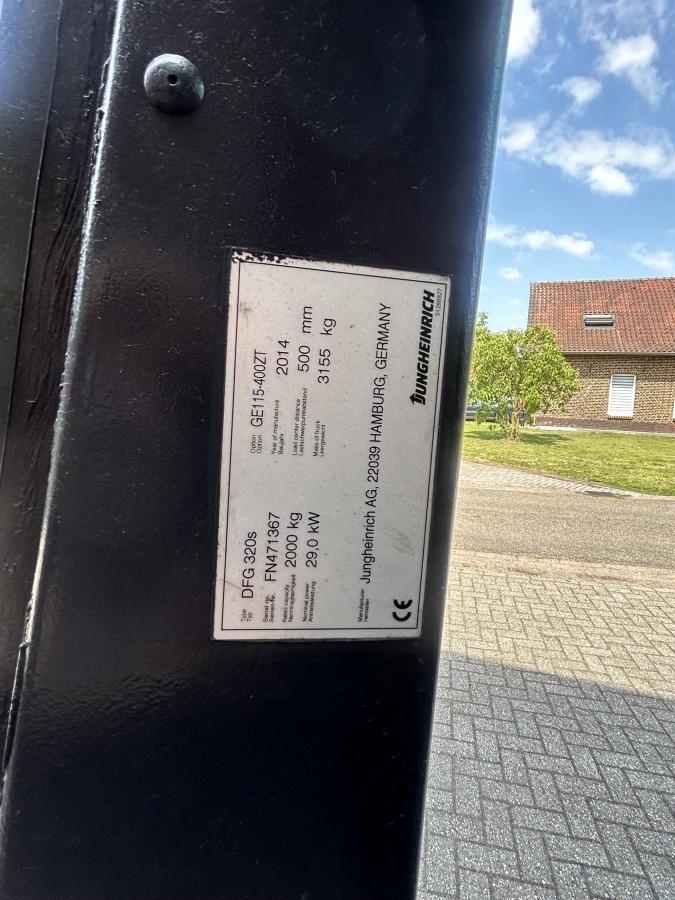 Type
Typ
DFG 320s
Option
Option
GE115-400ZT
Serial no.
Serien-Nr.
FN471367
Year of manufacture
Baujahr
2014
Rated capacity
Nenntragfähigkeit
2000 kg
Load center distance
Lastschwerpunktabstand
500 mm
Nominal power
Antriebsleistung
29,0 kW
Mass of truck
Leergewicht
3155 kg
Manufacturer
Hersteller
Jungheinrich AG, 22039 HAMBURG, GERMANY
CE
JUNGHEINRICH
51288827